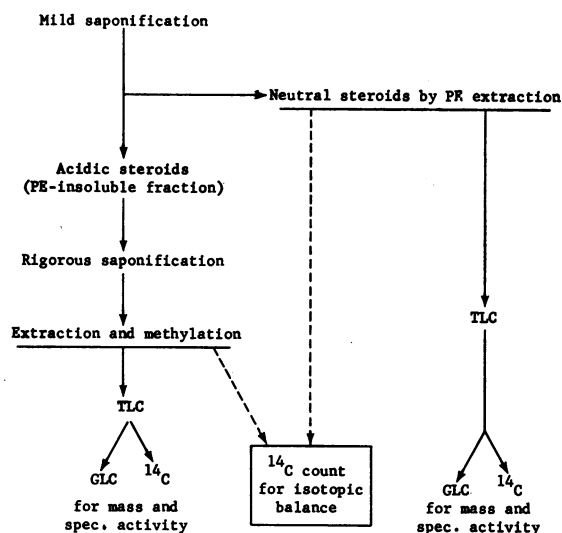 Mild saponification
Neutral steroids by PE extraction
Acidic steroids
(PE-insoluble fraction)
Rigorous saponification
Extraction and methylation
TLC
TLC
GLC
14C
for mass and
spec. activity
14C count
for isotopic
balance
GLC
14C
for mass and
spec. activity